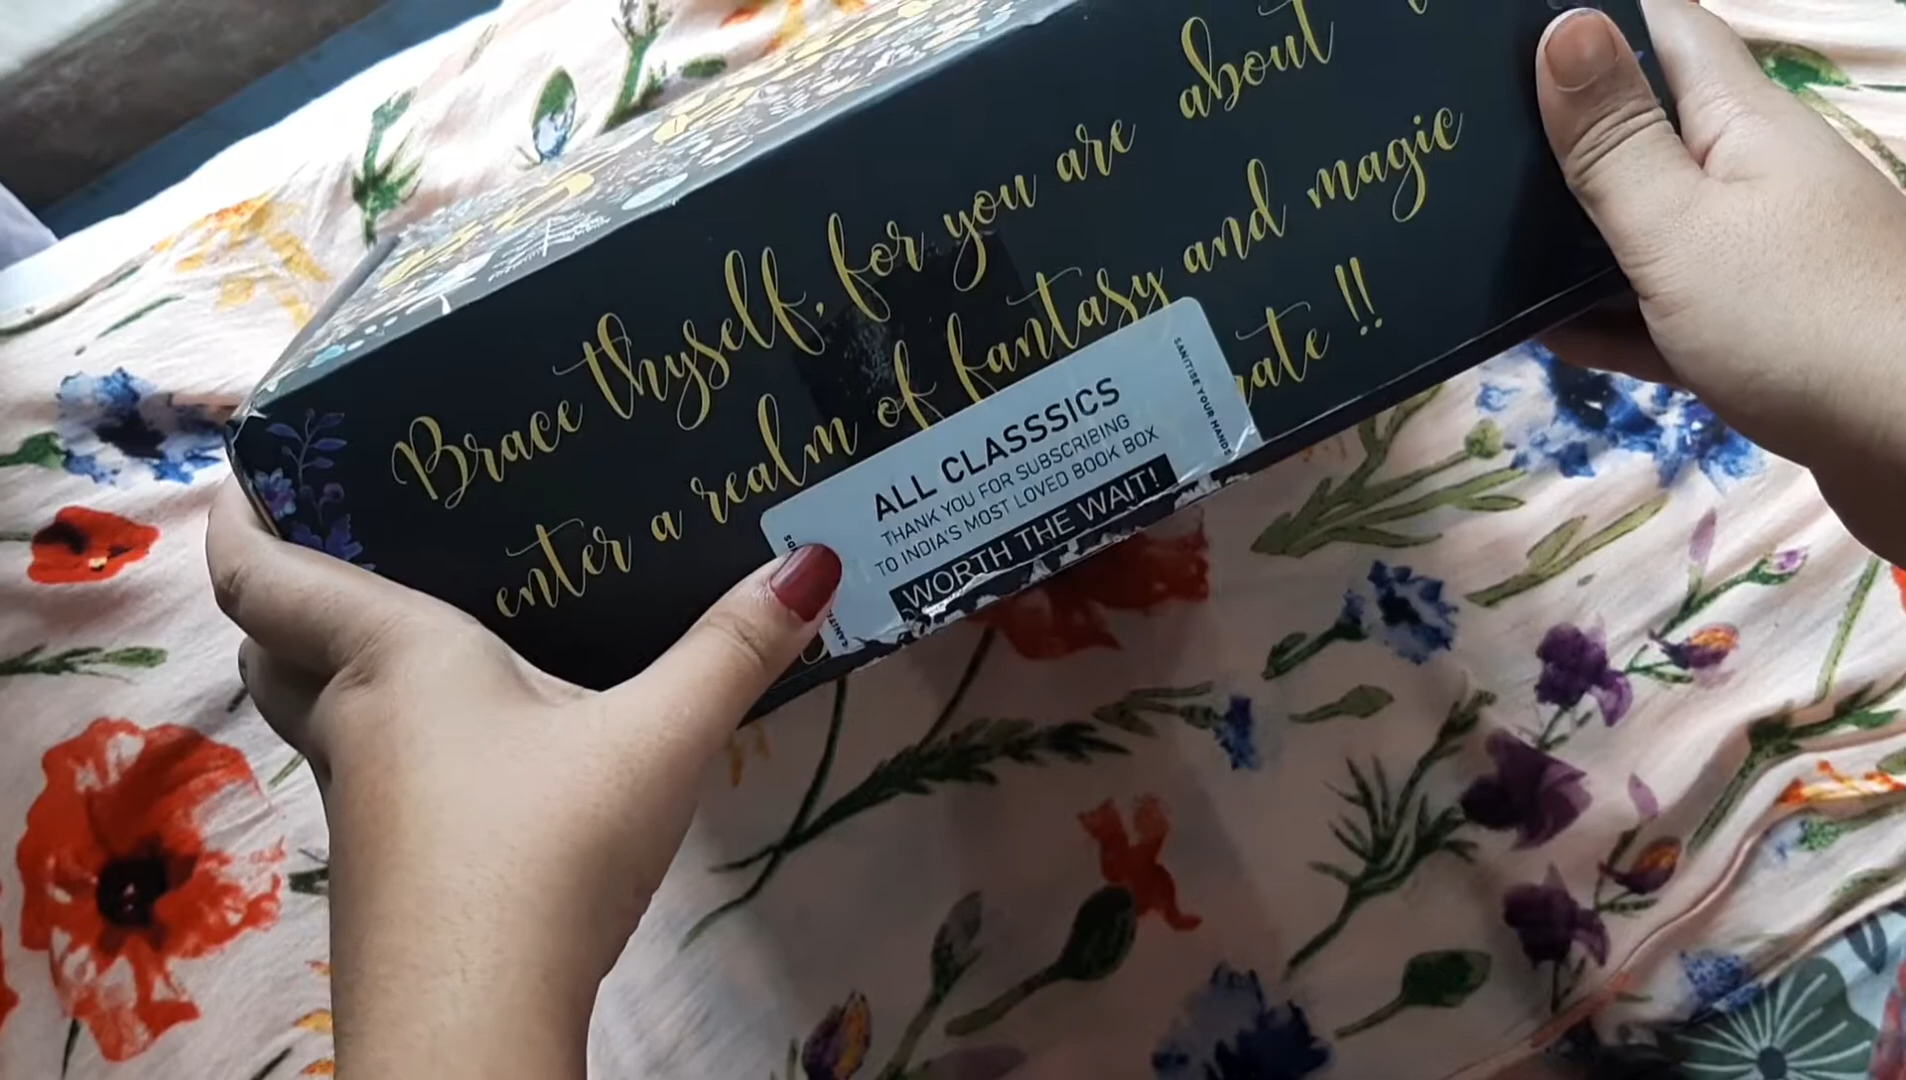 Brace thyself, for you are about
enter a realm of fantasy and magic
rate !!
ALL CLASSSICS
THANK YOU FOR SUBSCRIBING
TO INDIA'S MOST LOVED BOOK BOX
WORTH THE WAIT!
SANITISE YOUR HANDS